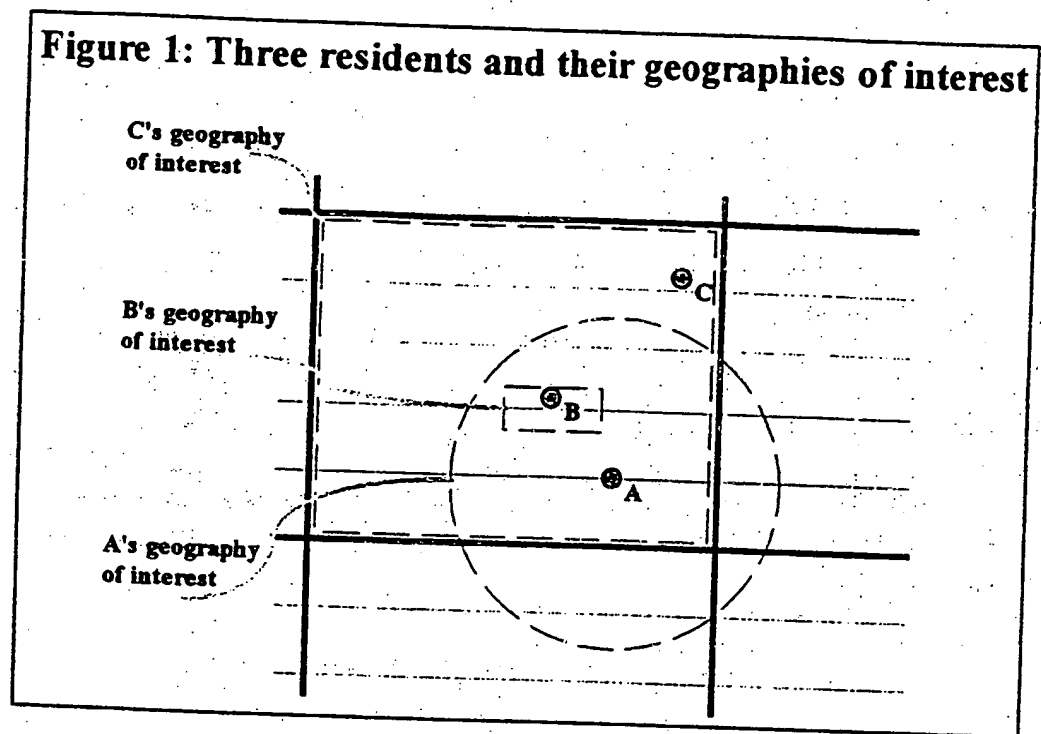 Figure 1: Three residents and their geographies of interest
C's geography
of interest
C
B's geography
of interest
B
A
A's geography
of interest